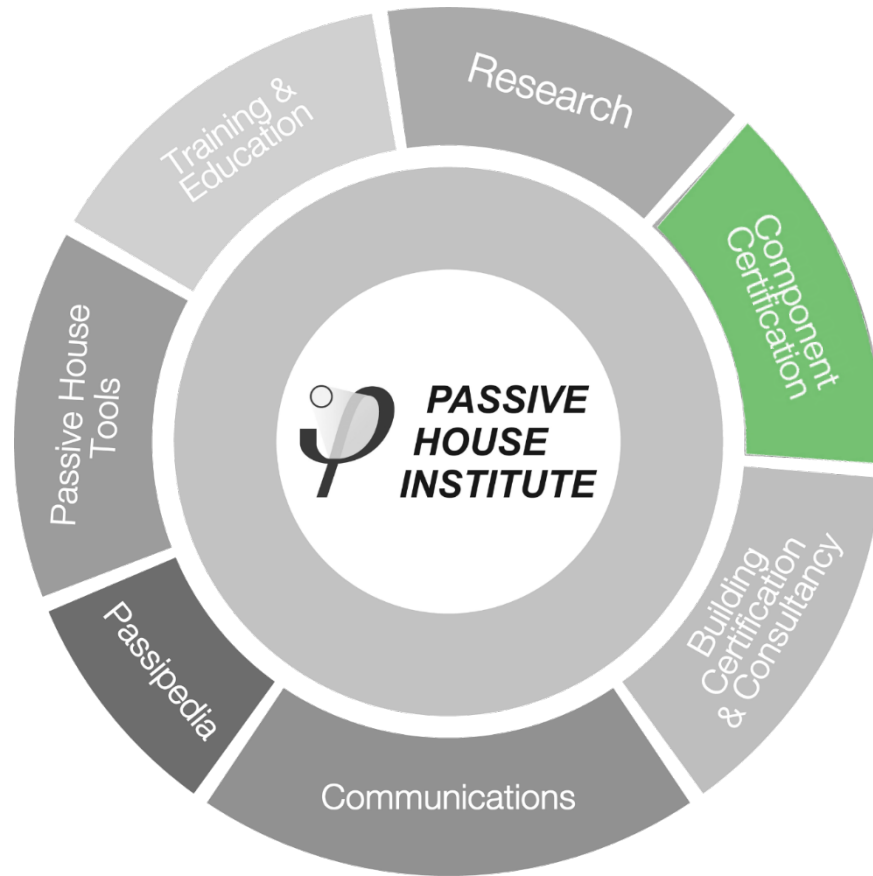 Research
Component
Certification
Building
Certification
& Consultancy
Communications
Passipedia
Passive House
Tools
Training &
Education
PASSIVE
HOUSE
INSTITUTE